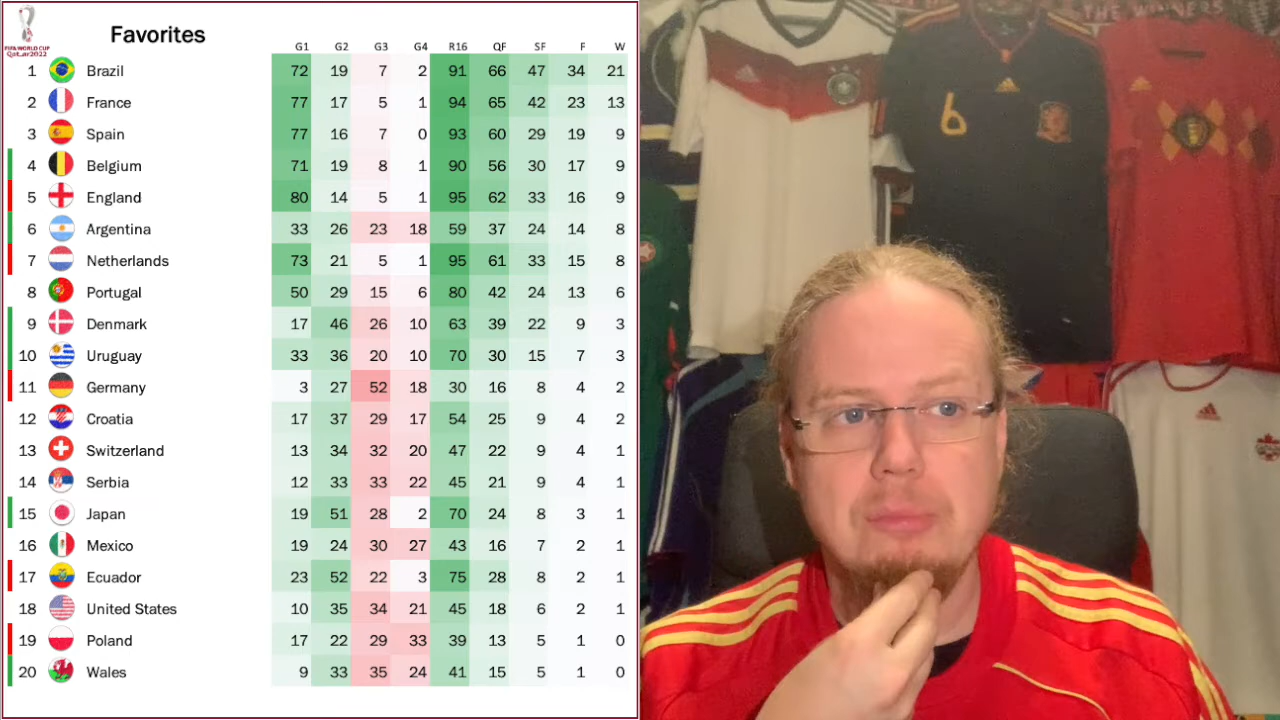 FIFA WORLD CUP
Qatar2022
Favorites
G1 G2 G3 G4 R16 QF SF F W
1 Brazil 72 19 7 2 91 66 47 34 21
2 France 77 17 5 1 94 65 42 23 13
3 Spain 77 16 7 0 93 60 29 19 9
4 Belgium 71 19 8 1 90 56 30 17 9
5 England 80 14 5 1 95 62 33 16 9
6 Argentina 33 26 23 18 59 37 24 14 8
7 Netherlands 73 21 5 1 95 61 33 15 8
8 Portugal 50 29 15 6 80 42 24 13 6
9 Denmark 17 46 26 10 63 39 22 9 3
10 Uruguay 33 36 20 10 70 30 15 7 3
11 Germany 3 27 52 18 30 16 8 4 2
12 Croatia 17 37 29 17 54 25 9 4 2
13 Switzerland 13 34 32 20 47 22 9 4 1
14 Serbia 12 33 33 22 45 21 9 4 1
15 Japan 19 51 28 2 70 24 8 3 1
16 Mexico 19 24 30 27 43 16 7 2 1
17 Ecuador 23 52 22 3 75 28 8 2 1
18 United States 10 35 34 21 45 18 6 2 1
19 Poland 17 22 29 33 39 13 5 1 0
20 Wales 9 33 35 24 41 15 5 1 0
THE WINNERS
6